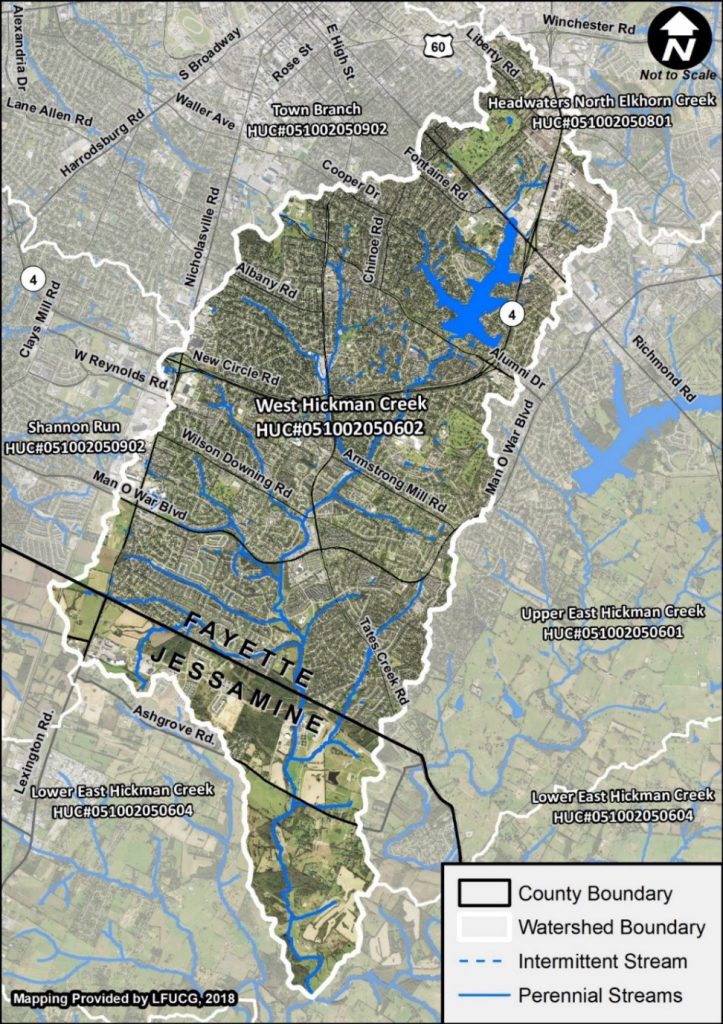 Alexandria Dr
S Broadway
Rose St
E High St
60
Liberty Rd
Winchester Rd
N
Not to Scale
Lane Allen Rd
Waller Ave
Harrodsburg Rd
Town Branch
HUC#051002050902
Headwaters North Elkhorn Creek
HUC#051002050801
Fontaine Rd
Cooper Dr
Chinoe Rd
Nicholasville Rd
Albany Rd
4
4
Clays Mill Rd
W Reynolds Rd
New Circle Rd
Alumni Dr
Richmond Rd
West Hickman Creek
HUC#051002050602
Shannon Run
HUC#051002050902
Wilson Downing Rd
Armstrong Mill Rd
Man O War Blvd
Man O War Blvd
Upper East Hickman Creek
HUC#051002050601
FAYETTE
JESSAMINE
Tates Creek Rd
Ashgrove Rd.
Lexington Rd.
Lower East Hickman Creek
HUC#051002050604
Lower East Hickman Creek
HUC#051002050604
County Boundary
Watershed Boundary
Intermittent Stream
Perennial Streams
Mapping Provided by LFUCG, 2018